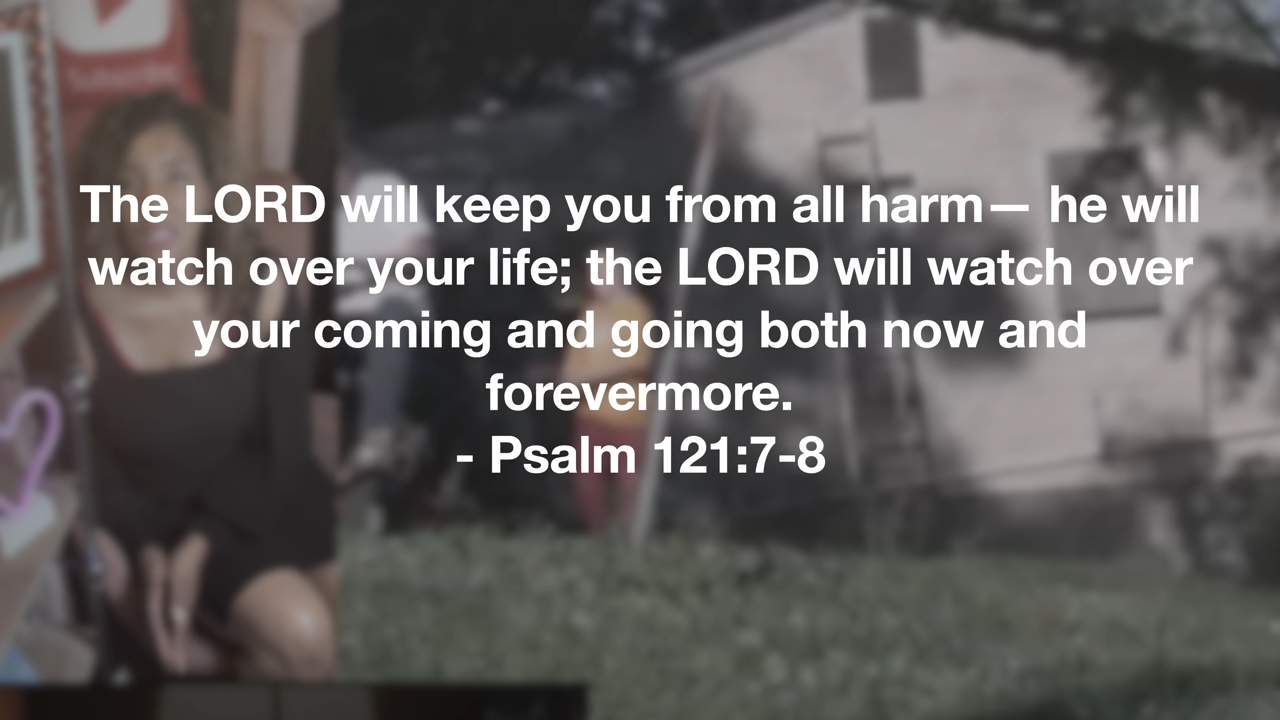 Subscribe
The LORD will keep you from all harm— he will
watch over your life; the LORD will watch over
your coming and going both now and
forevermore.
- Psalm 121:7-8